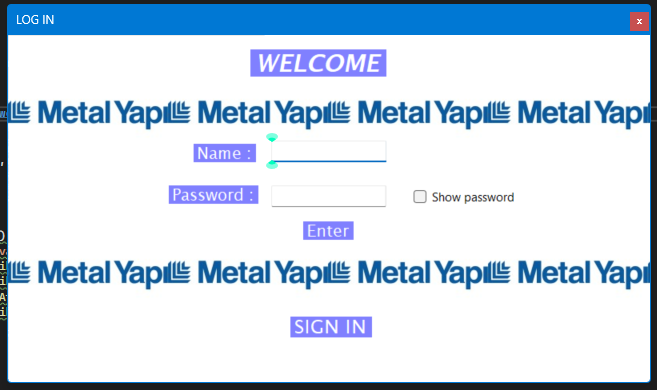 LOG IN x
WELCOME
Metal Yapı Metal Yapı Metal Yapı Metal Yapı
Name :
Password : Show password
Enter
Metal Yapı Metal Yapı Metal Yapı Metal Yapı
SIGN IN